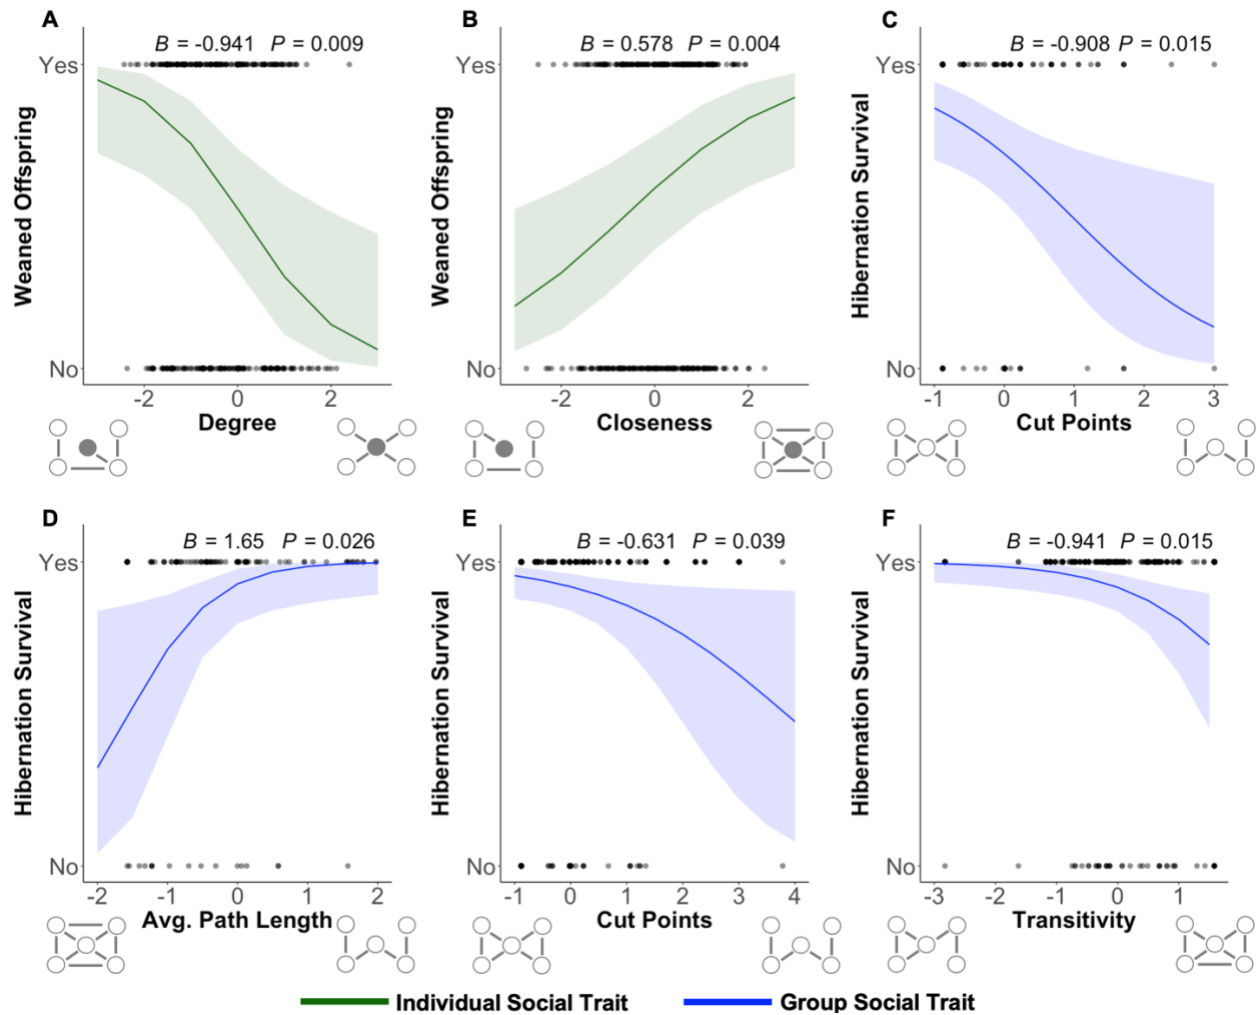 A
B = -0.941 P = 0.009
Yes
No
Weaned Offspring
-2 0 2
Degree
B
B = 0.578 P = 0.004
Yes
No
Weaned Offspring
-2 0 2
Closeness
C
B = -0.908 P = 0.015
Yes
No
Hibernation Survival
-1 0 1 2 3
Cut Points
D
B = 1.65 P = 0.026
Yes
No
Hibernation Survival
-2 -1 0 1 2
Avg. Path Length
E
B = -0.631 P = 0.039
Yes
No
Hibernation Survival
-1 0 1 2 3 4
Cut Points
F
B = -0.941 P = 0.015
Yes
No
Hibernation Survival
-3 -2 -1 0 1
Transitivity
Individual Social Trait
Group Social Trait